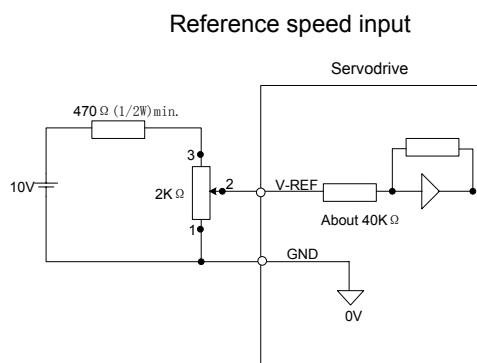 Reference speed input
Servodrive
470Ω(1/2W)min.
3
10V
2KΩ
2
V-REF
About 40KΩ
1
GND
0V